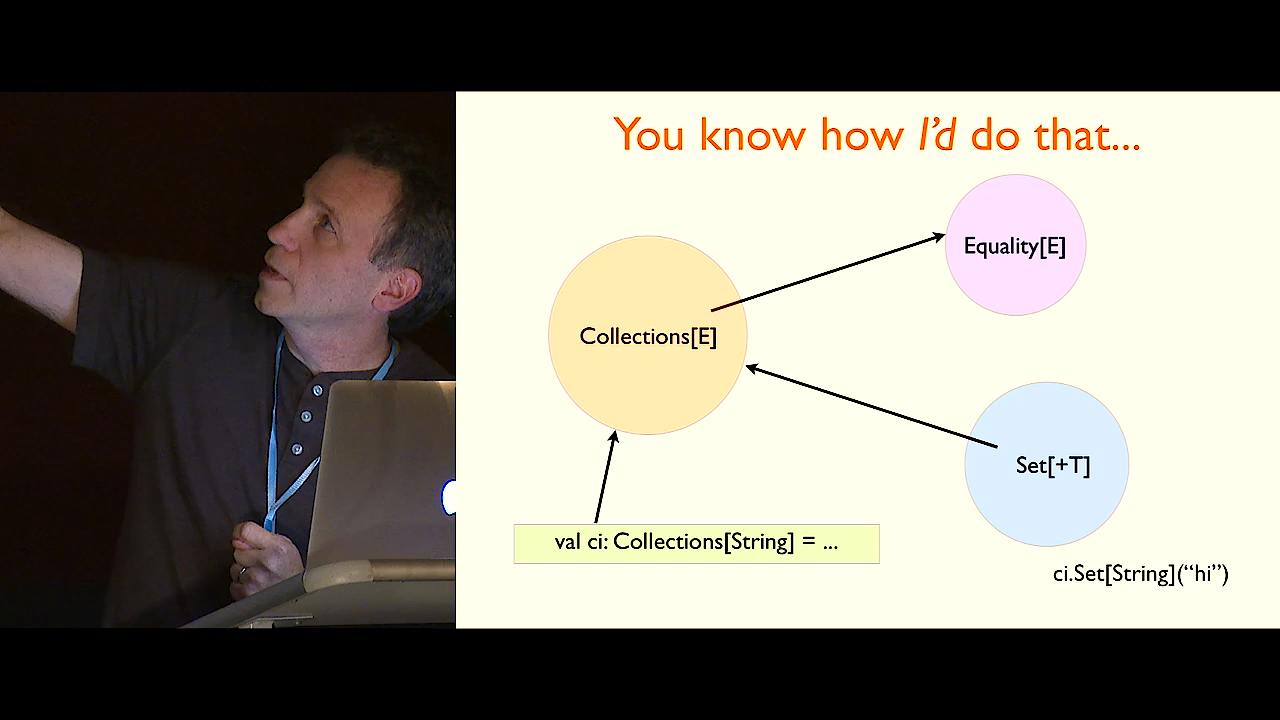 You know how I'd do that...
Equality[E]
Collections[E]
Set[+T]
val ci: Collections[String] = ...
ci.Set[String](“hi”)